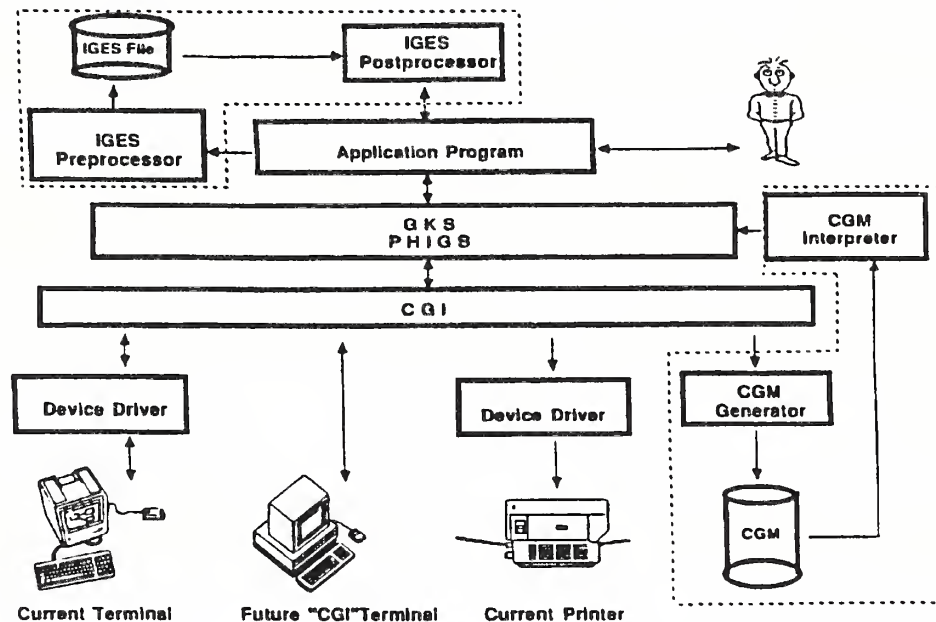 IGES File
IGES
Postprocessor
IGES
Preprocessor
Application Program
GKS
PHIGS
CGM
Interpreter
CGI
Device Driver
Device Driver
CGM
Generator
CGM
Current Terminal
Future "CGI"Terminal
Current Printer